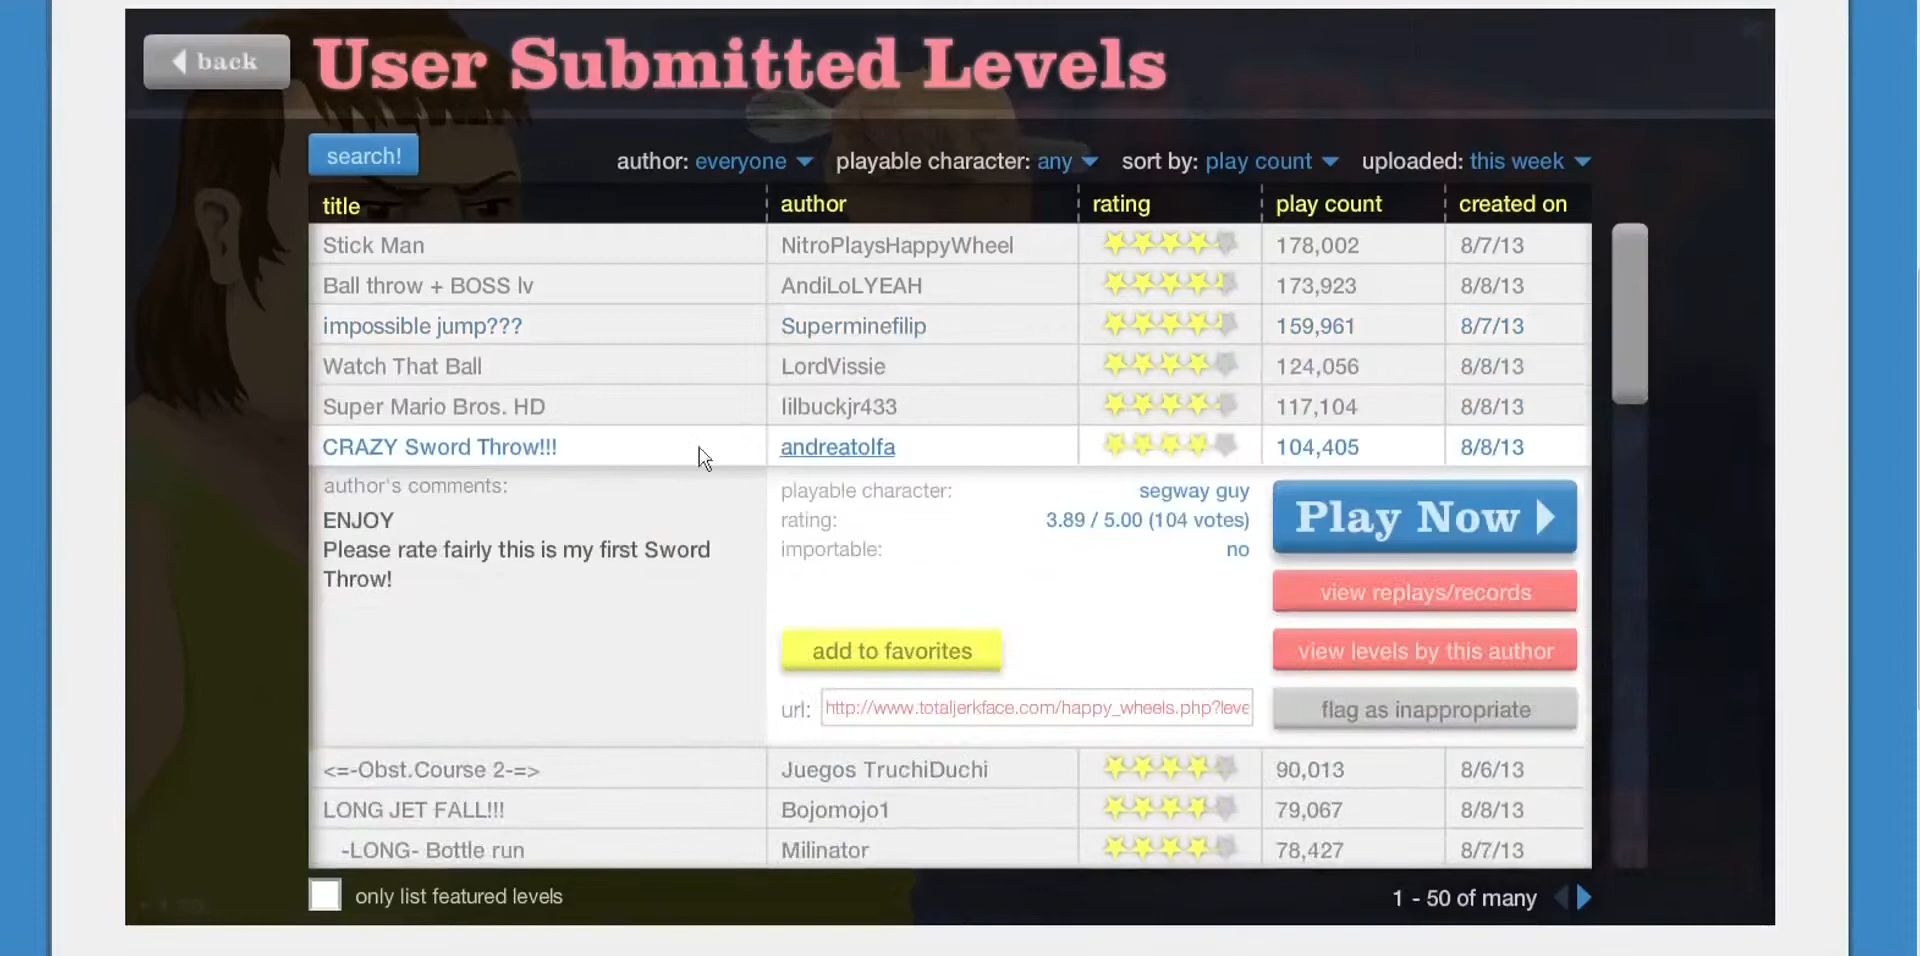 back
User Submitted Levels
search!
author: everyone playable character: any sort by: play count uploaded: this week
title author rating play count created on
Stick Man NitroPlaysHappyWheel 178,002 8/7/13
Ball throw + BOSS lv AndiLoLYEAH 173,923 8/8/13
impossible jump??? Superminefilip 159,961 8/7/13
Watch That Ball LordVissie 124,056 8/8/13
Super Mario Bros. HD lilbuckjr433 117,104 8/8/13
CRAZY Sword Throw!!! andreatolfa 104,405 8/8/13
author's comments:
ENJOY
Please rate fairly this is my first Sword
Throw!
playable character: segway guy
rating: 3.89 / 5.00 (104 votes)
importable: no
add to favorites
url: http://www.totaljerkface.com/happy_wheels.php?leve
Play Now
view replays/records
view levels by this author
flag as inappropriate
<=-Obst.Course 2-=> Juegos TruchiDuchi 90,013 8/6/13
LONG JET FALL!!! Bojomojo1 79,067 8/8/13
-LONG- Bottle run Milinator 78,427 8/7/13
only list featured levels
1 - 50 of many